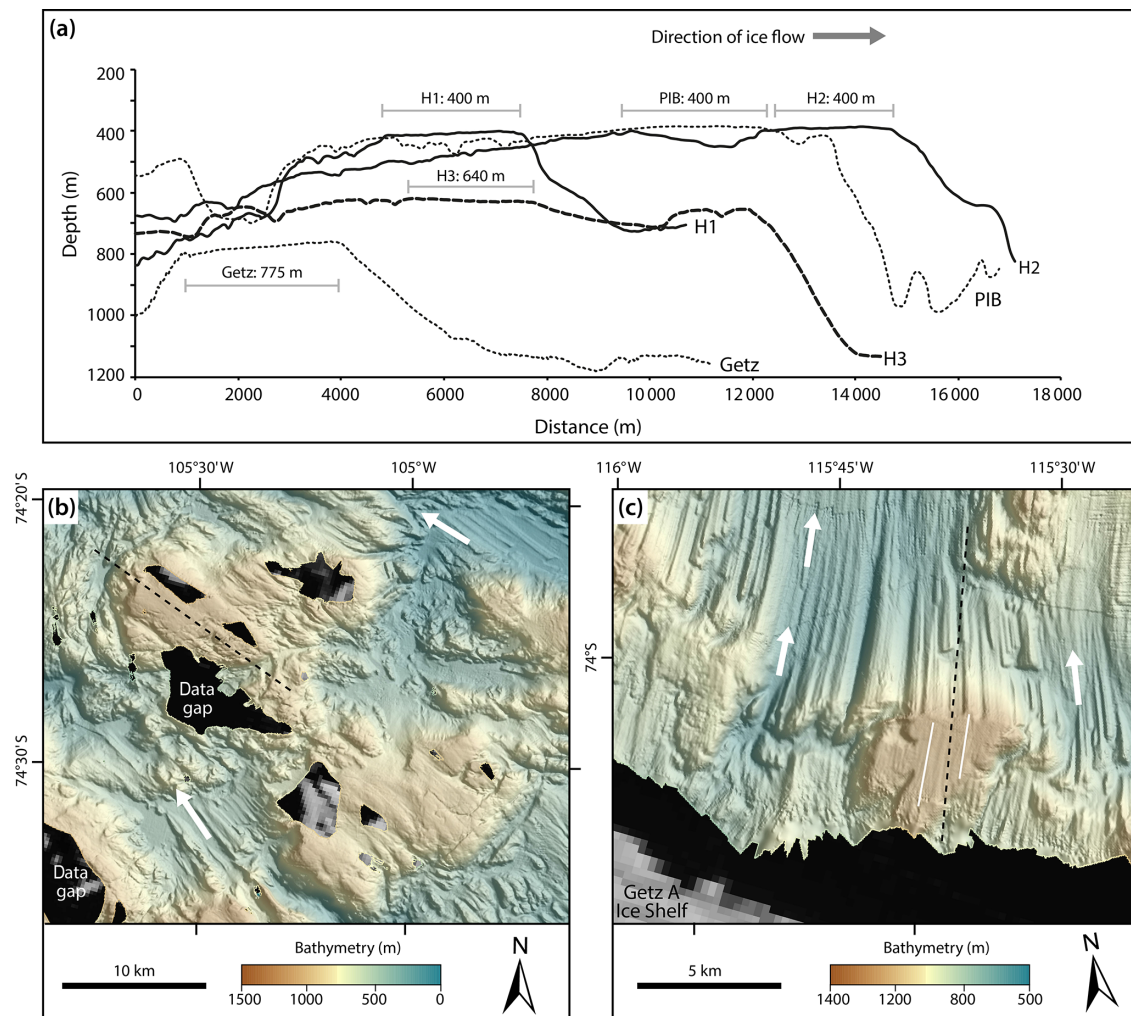 (a)
Direction of ice flow
200
400
600
800
1000
1200
Depth (m)
H1: 400 m
PIB: 400 m
H2: 400 m
H3: 640 m
Getz: 775 m
H1
H2
PIB
H3
Getz
0
2000
4000
6000
8000
10 000
12 000
14 000
16 000
18 000
Distance (m)
105°30'W
105°W
116°W
115°45'W
115°30'W
74°20'S
74°30'S
(b)
Data
gap
Data
gap
Bathymetry (m)
10 km
1500
1000
500
0
N
74°S
(c)
Getz A
Ice Shelf
Bathymetry (m)
5 km
1400
1200
800
500
N